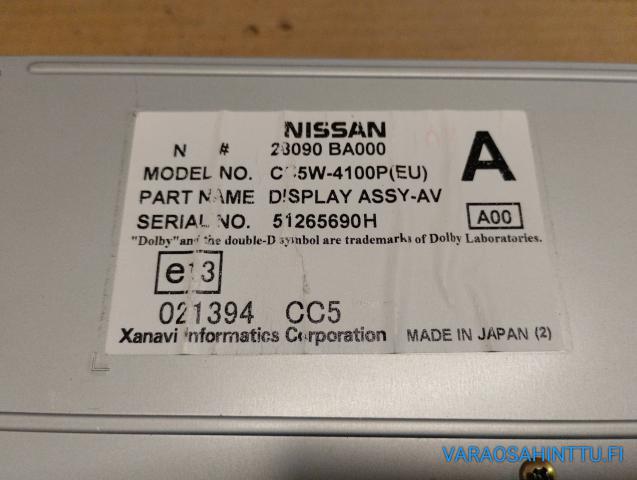 NISSAN
N # 28090 BA000
A
MODEL NO. CC5W-4100P(EU)
PART NAME DISPLAY ASSY-AV
SERIAL NO. 51265690H
A00
"Dolby"and the double-D symbol are trademarks of Dolby Laboratories.
e13
021394 CC5
Xanavi Informatics Corporation MADE IN JAPAN (2)
VARAOSAHINTTU.FI